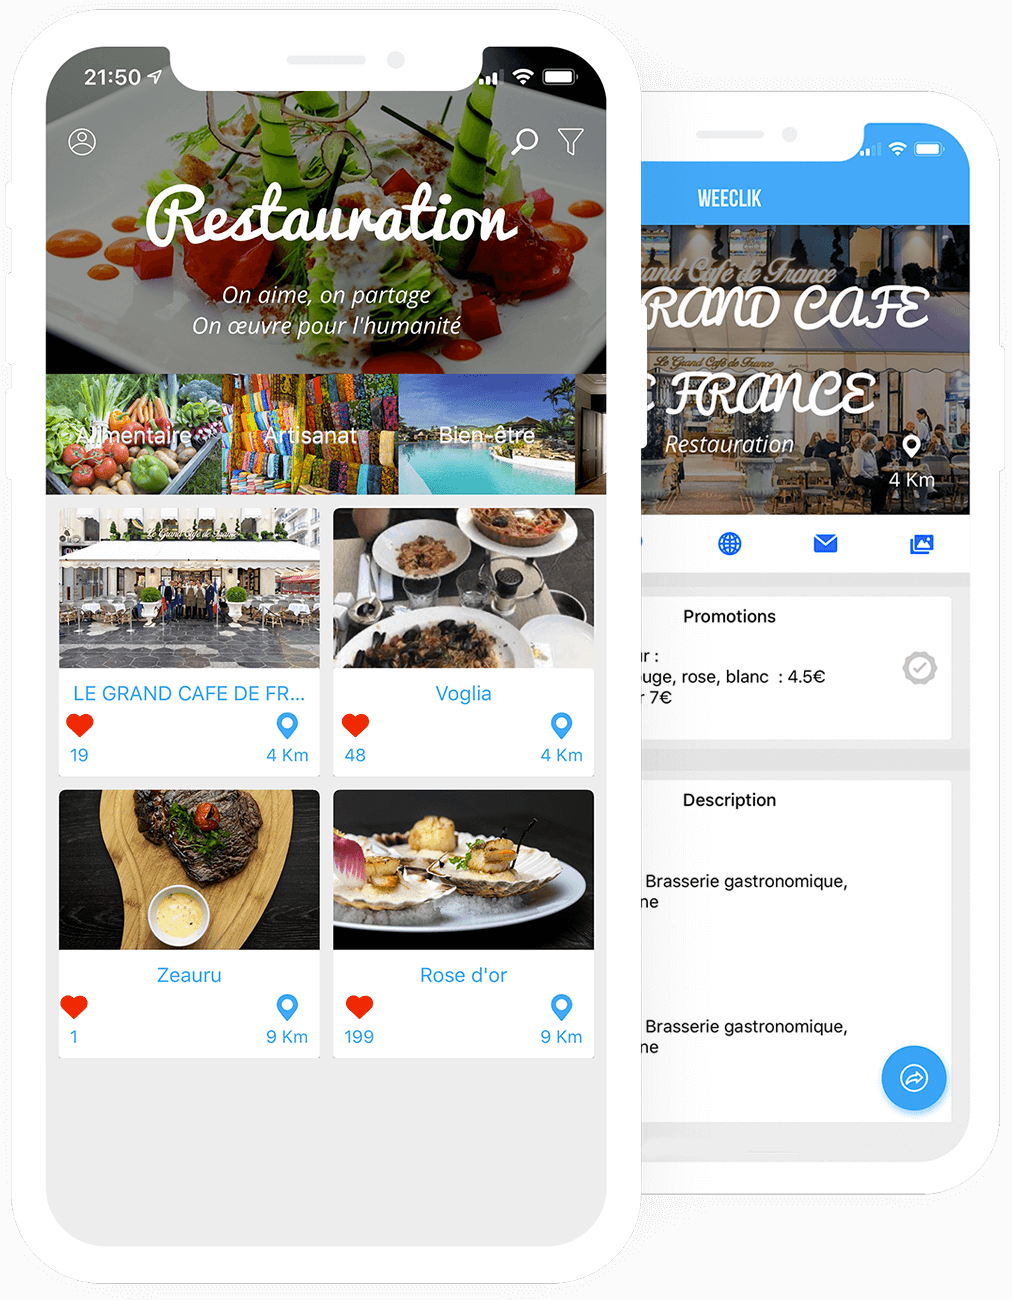 21:50
Restauration
On aime, on partage
On œuvre pour l'humanité
Alimentaire
Artisanat
Bien-être
Le Grand Café de France
LE GRAND CAFE DE FR...
19
4 Km
Voglia
48
4 Km
Zeauru
1
9 Km
Rose d'or
199
9 Km
WEECLIK
and Café de France
RAND CAFE
Le Grand Café de France
FRANCE
Restauration
4 Km
Promotions
ur :
uge, rose, blanc : 4.5€
r 7€
Description
Brasserie gastronomique,
ne
Brasserie gastronomique,
ne